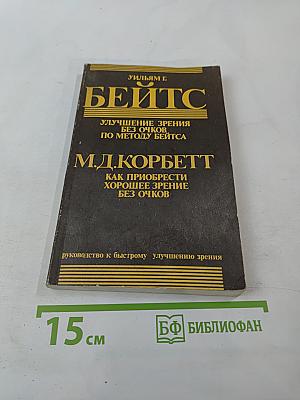 УИЛЬЯМ Г.
БЕЙТС
УЛУЧШЕНИЕ ЗРЕНИЯ
БЕЗ ОЧКОВ
ПО МЕТОДУ БЕЙТСА
М.Д.КОРБЕТТ
КАК ПРИОБРЕСТИ
ХОРОШЕЕ ЗРЕНИЕ
БЕЗ ОЧКОВ
руководство к быстрому улучшению зрения
15 см
БФ БИБЛИОФАН